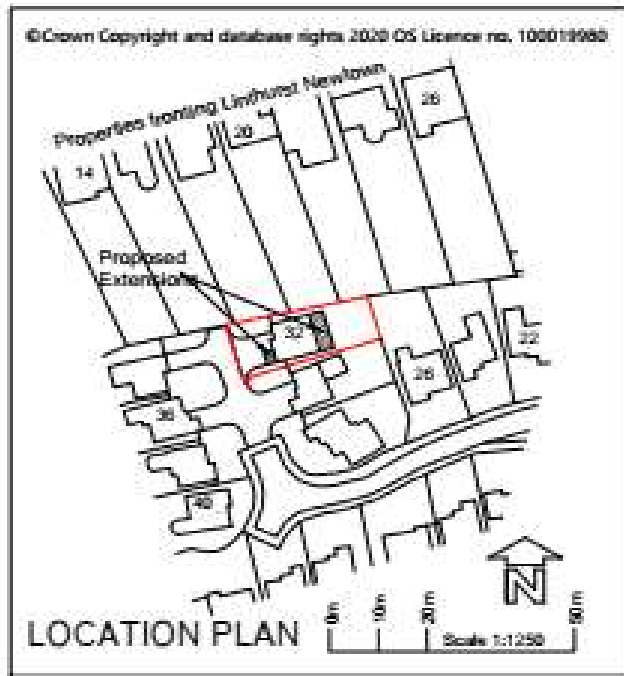 ©Crown Copyright and database rights 2020 OS Licence no. 100019980
Properties fronting Linthurst Newtown
26
20
14
Proposed
Extensions
32
22
28
36
40
N
LOCATION PLAN
0m
10m
20m
50m
Scale 1:1250